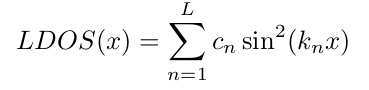 LDOS(x) = \sum_{n=1}^{L} c_n \sin^2(k_n x)